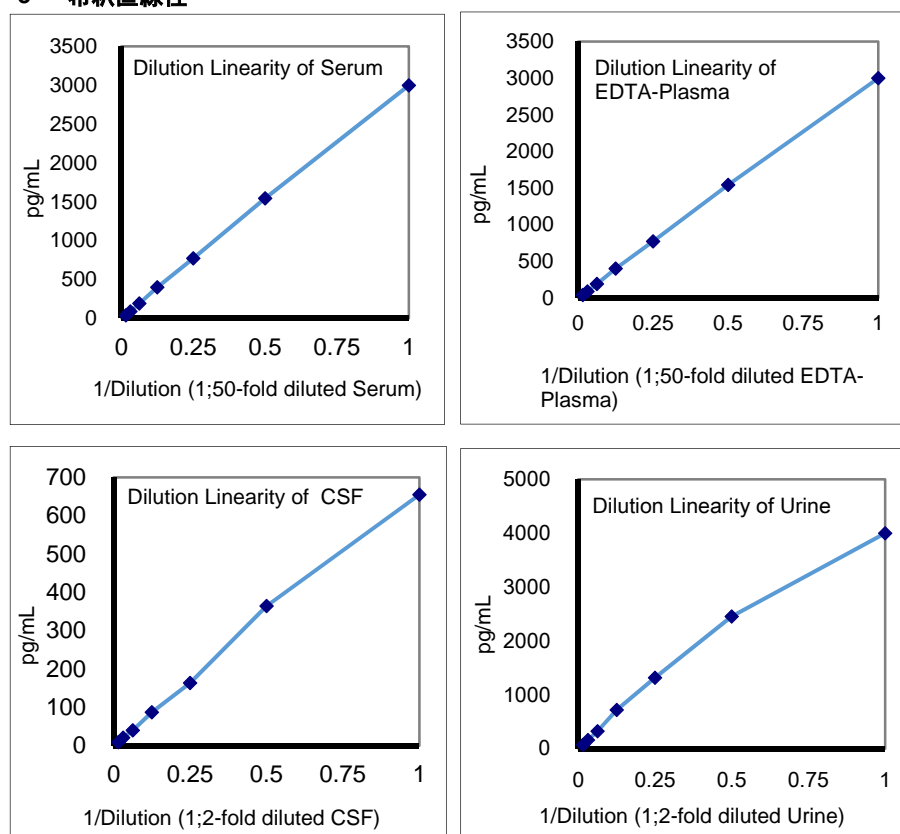 希釈直線性
Dilution Linearity of Serum
3500
3000
2500
2000
1500
1000
500
0
pg/mL
0 0.25 0.5 0.75 1
1/Dilution (1;50-fold diluted Serum)
Dilution Linearity of
EDTA-Plasma
3500
3000
2500
2000
1500
1000
500
0
pg/mL
0 0.25 0.5 0.75 1
1/Dilution (1;50-fold diluted EDTA-
Plasma)
Dilution Linearity of CSF
700
600
500
400
300
200
100
0
pg/mL
0 0.25 0.5 0.75 1
1/Dilution (1;2-fold diluted CSF)
Dilution Linearity of Urine
5000
4000
3000
2000
1000
0
pg/mL
0 0.25 0.5 0.75 1
1/Dilution (1;2-fold diluted Urine)